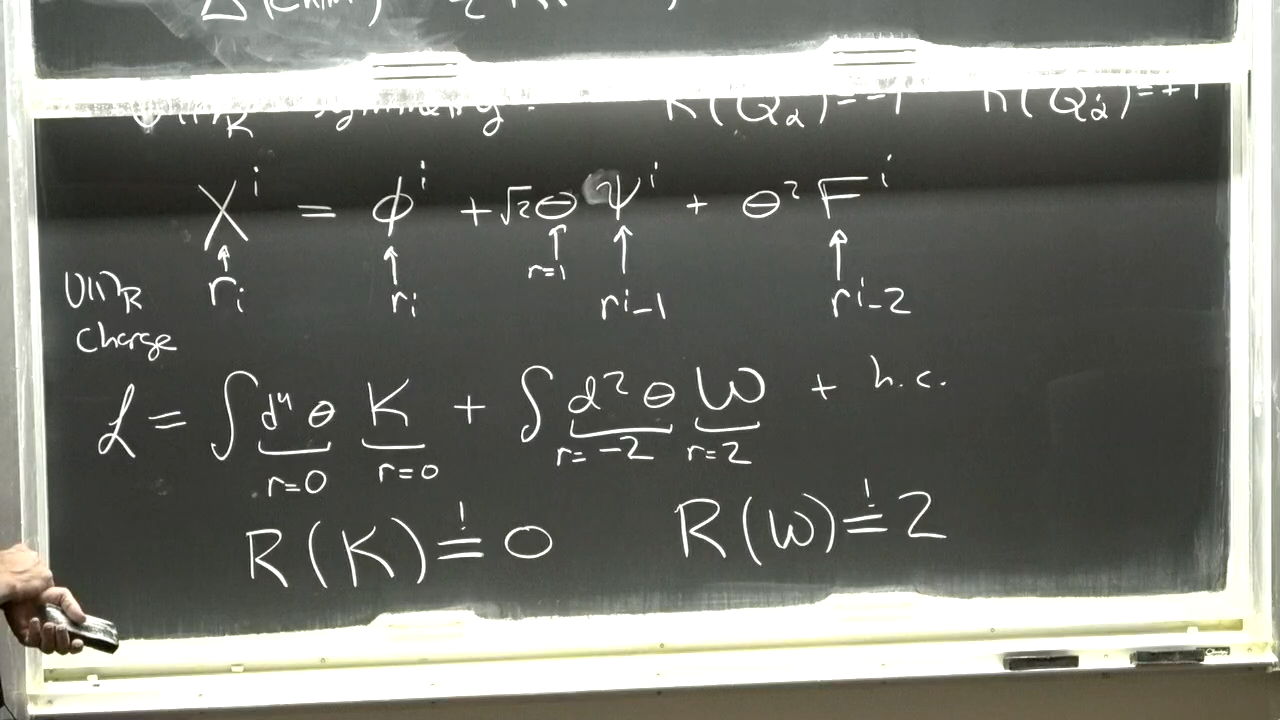 U(1)_R symmetry: R(Q_α) = -1 R(Q_α̇) = +1
X^i = ϕ^i + √2 θ ψ^i + θ² F^i
U(1)_R charge r_i r_i r=1 r_i-1 r_i-2
ℒ = ∫ d⁴θ K + ∫ d²θ W + h.c.
r=0 r=0 r=-2 r=2
R(K) =! 0 R(W) =! 2